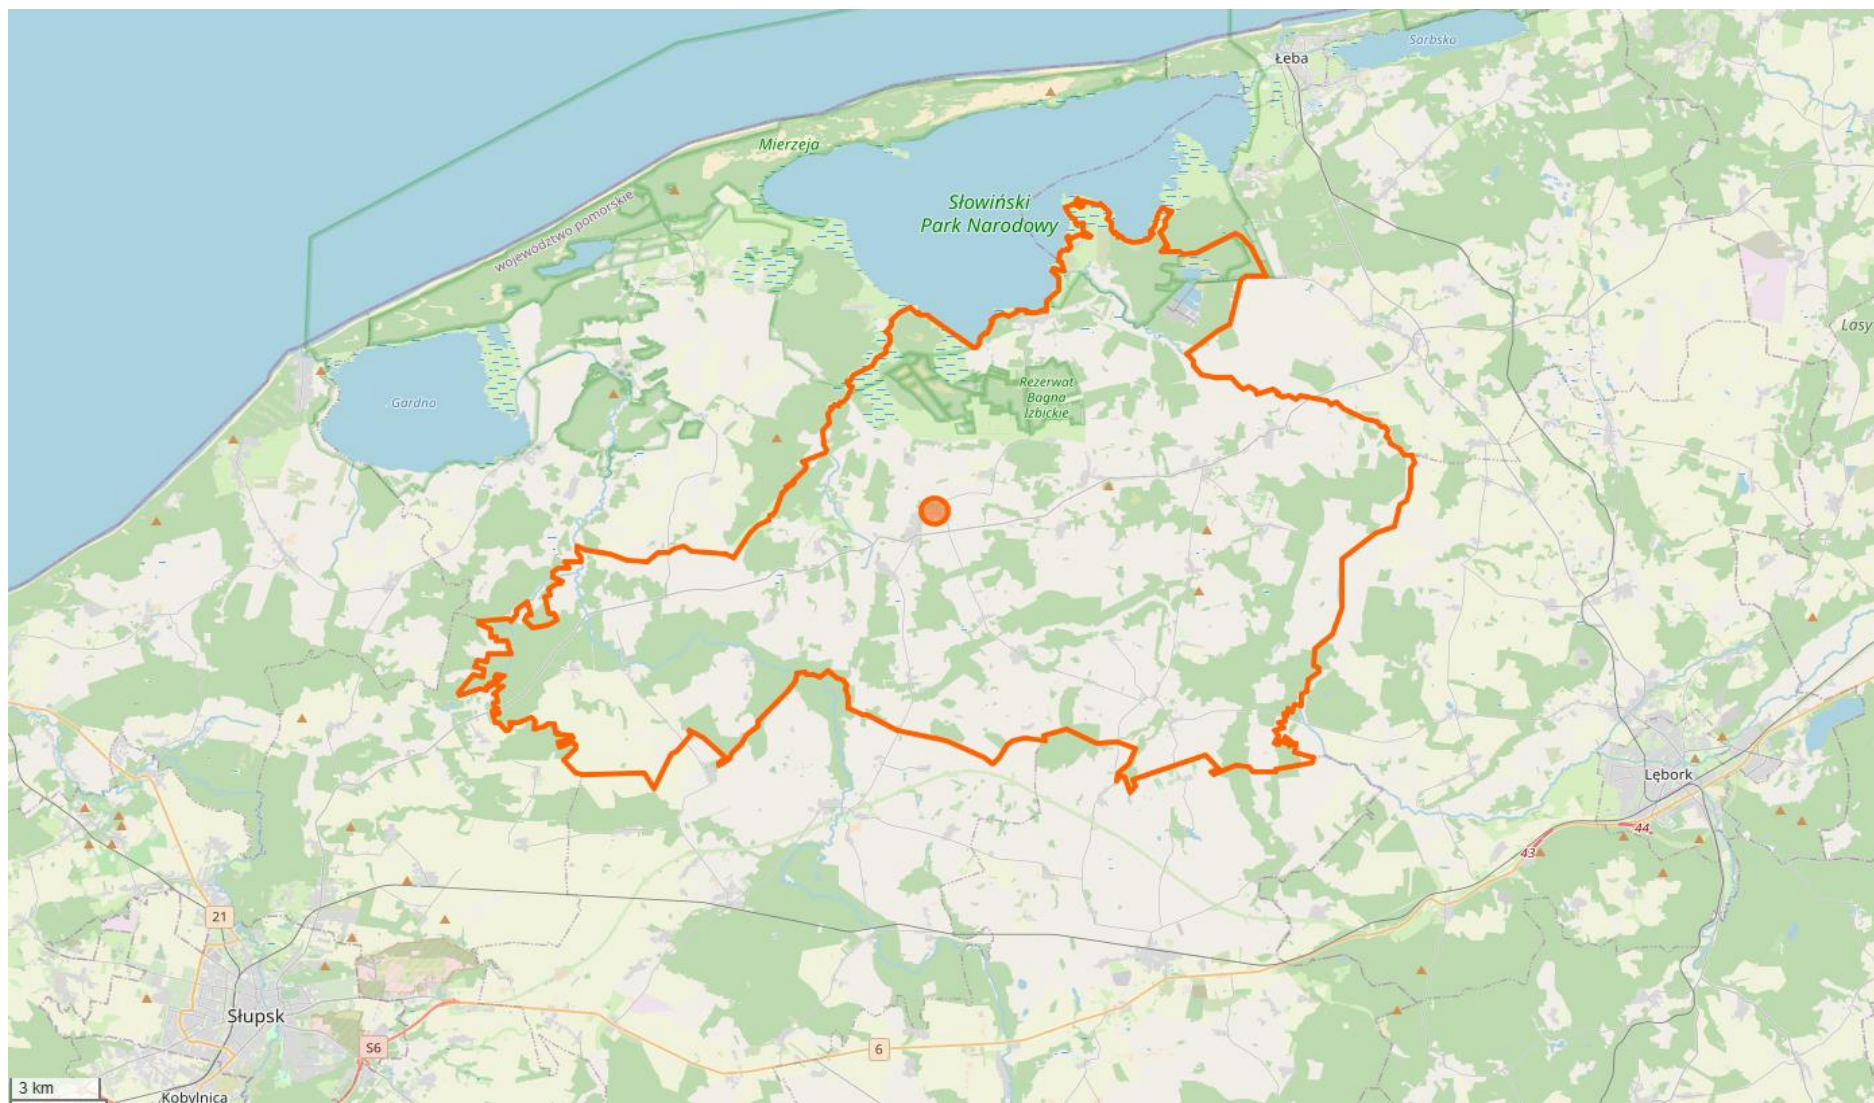 Sarbsko
Łeba
Mierzeja
Słowiński
Park Narodowy
województwo pomorskie
Lasy
Rezerwat
Bagna
Izbickie
Gardno
Lębork
44
43
21
Słupsk
S6
6
3 km
Kobylnica